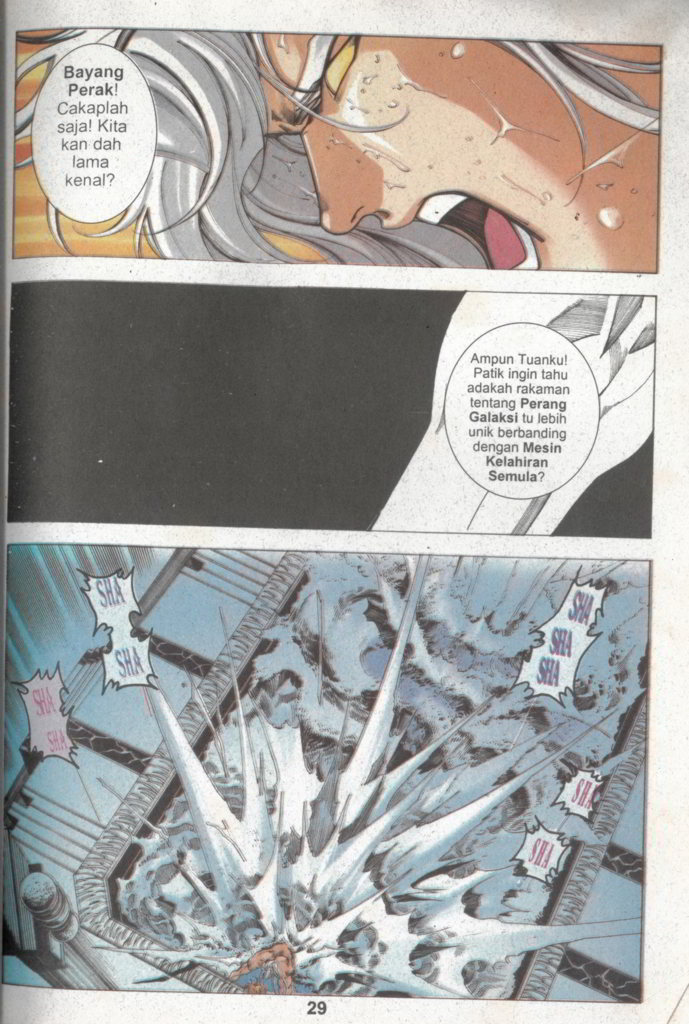 Bayang
Perak!
Cakaplah
saja! Kita
kan dah
lama
kenal?
Ampun Tuanku!
Patik ingin tahu
adakah rakaman
tentang Perang
Galaksi tu lebih
unik berbanding
dengan Mesin
Kelahiran
Semula?
SHA
SHA
SHA
SHA
SHA
SHA
SHA
SHA
SHA
29